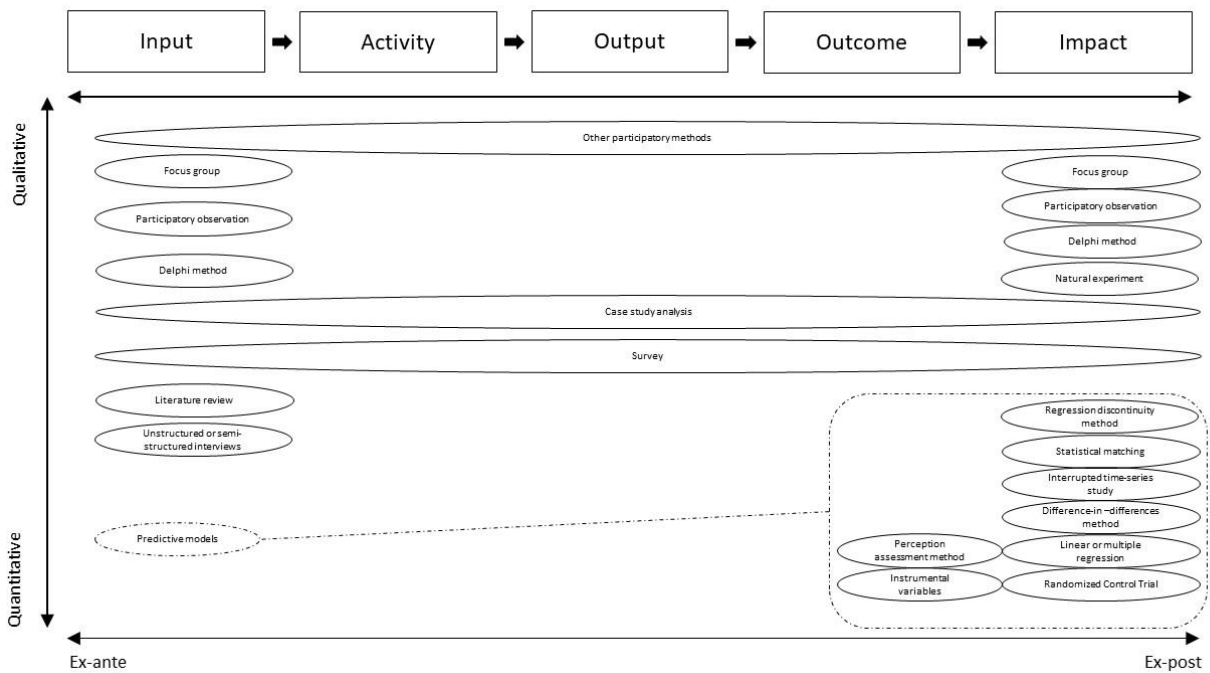 Input
Activity
Output
Outcome
Impact
Qualitative
Quantitative
Other participatory methods
Focus group
Focus group
Participatory observation
Participatory observation
Delphi method
Delphi method
Natural experiment
Case study analysis
Survey
Literature review
Unstructured or semi-
structured interviews
Regression discontinuity
method
Statistical matching
Interrupted time-series
study
Difference-in –differences
method
Predictive models
Perception
assessment method
Linear or multiple
regression
Instrumental
variables
Randomized Control Trial
Ex-ante
Ex-post